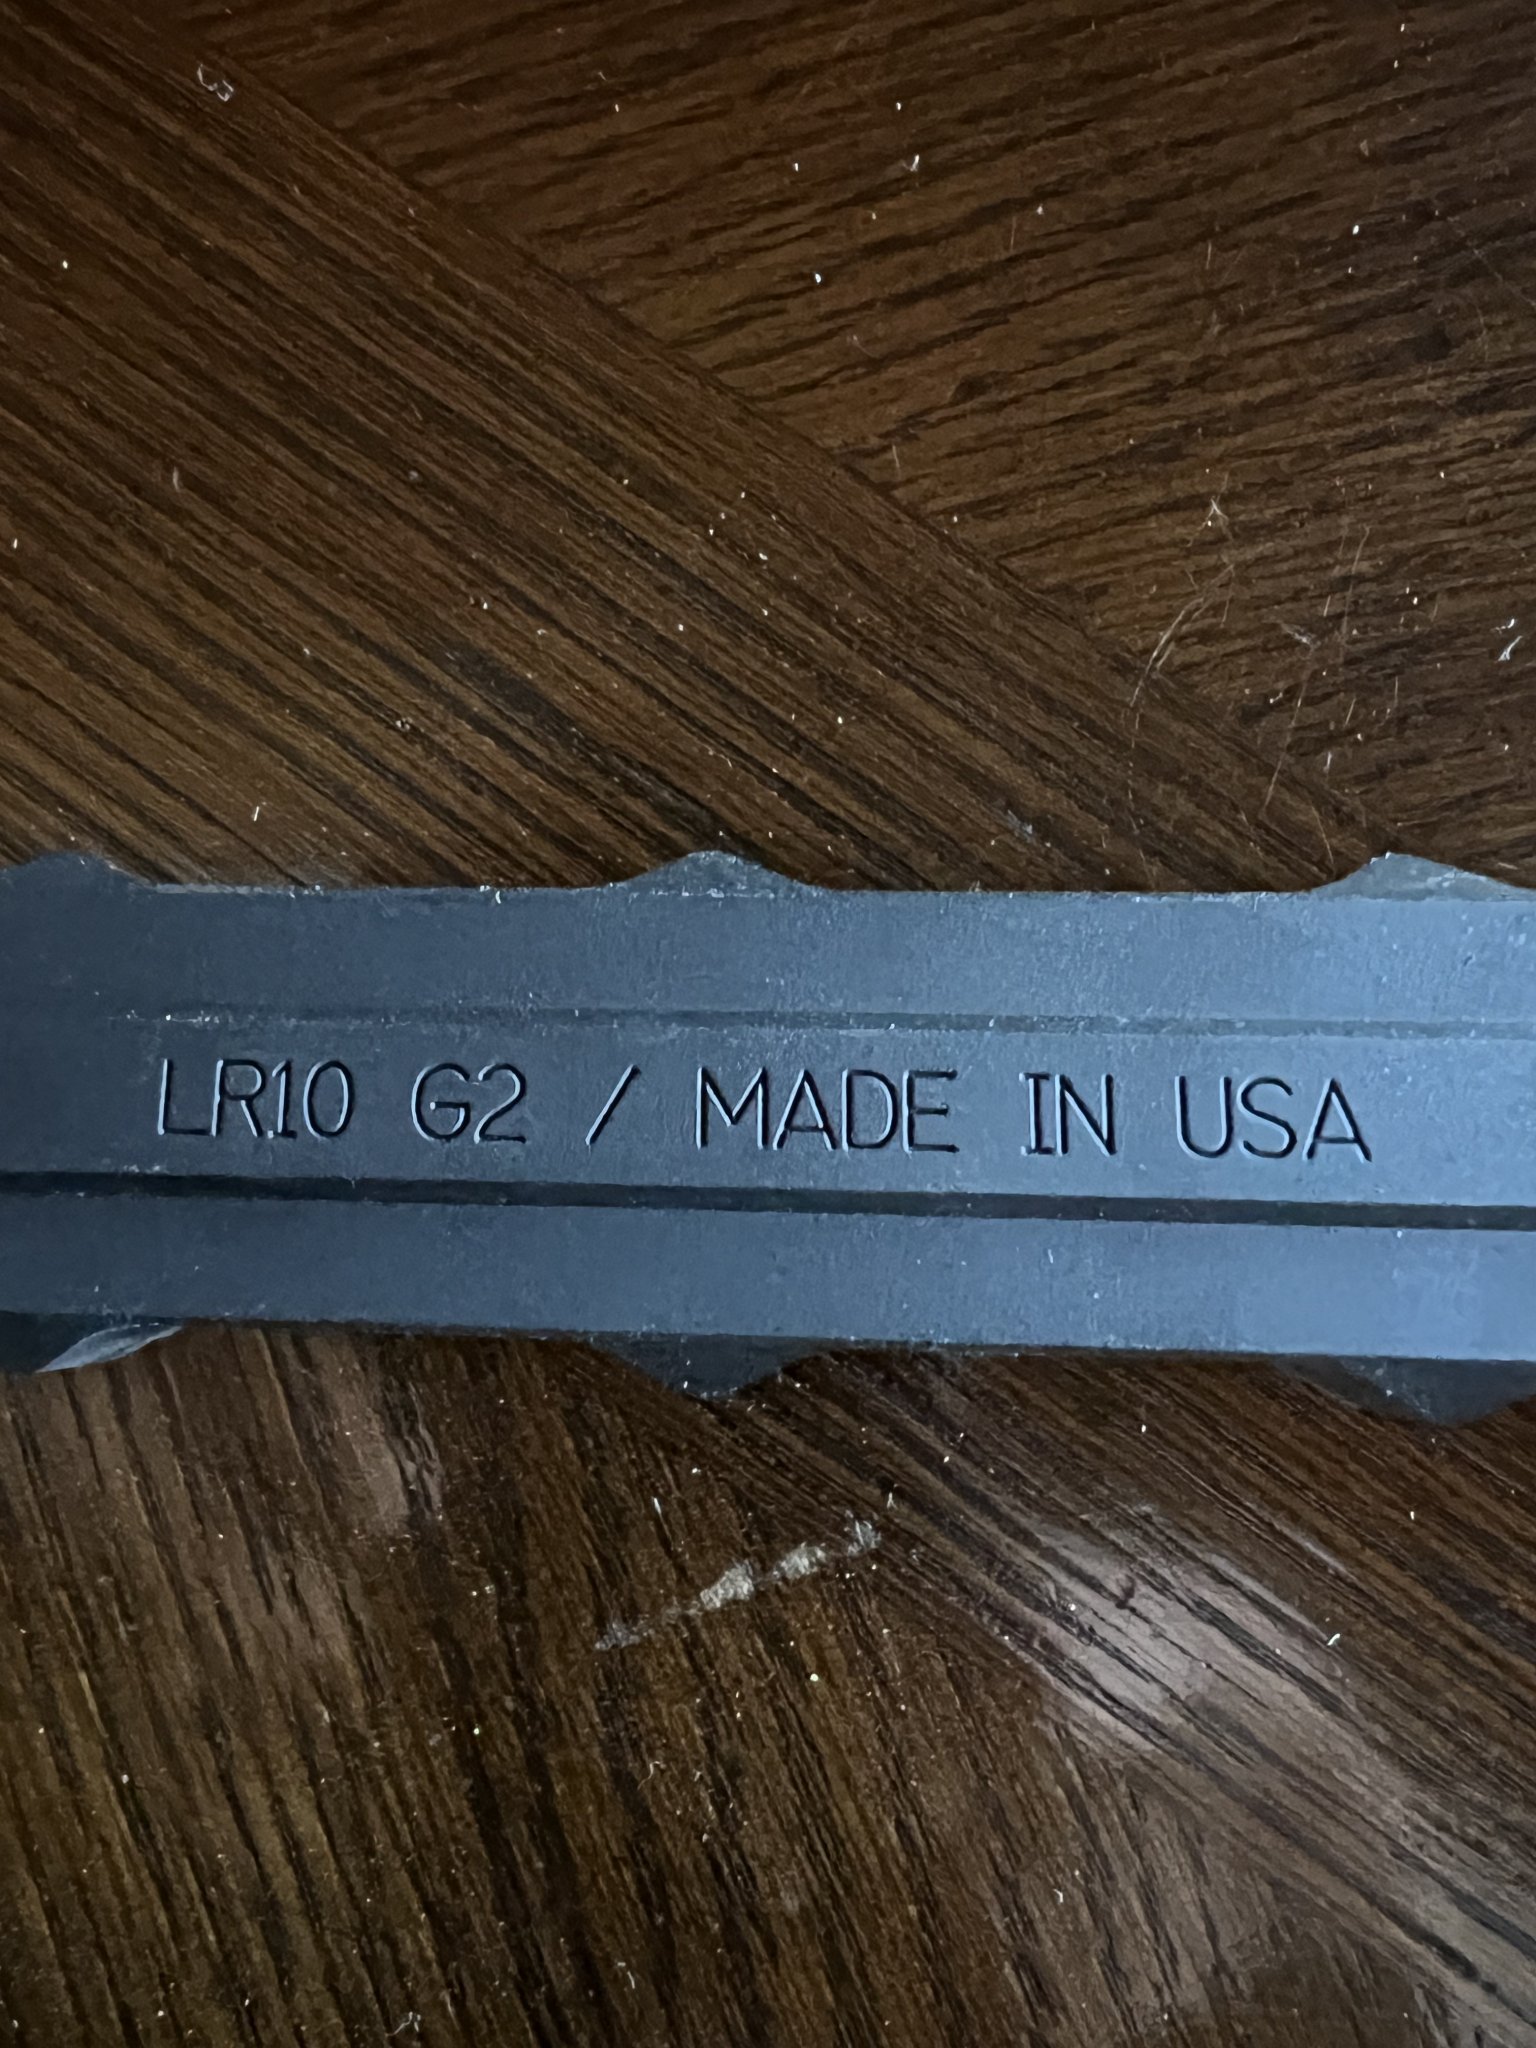 LR10 G2 / MADE IN USA